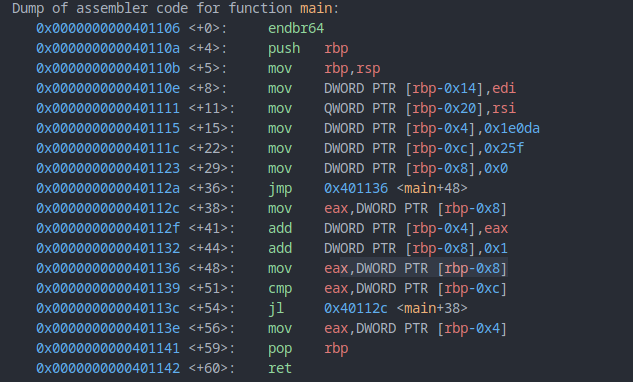 Dump of assembler code for function main:
0x0000000000401106 <+0>: endbr64
0x000000000040110a <+4>: push rbp
0x000000000040110b <+5>: mov rbp,rsp
0x000000000040110e <+8>: mov DWORD PTR [rbp-0x14],edi
0x0000000000401111 <+11>: mov QWORD PTR [rbp-0x20],rsi
0x0000000000401115 <+15>: mov DWORD PTR [rbp-0x4],0x1e0da
0x000000000040111c <+22>: mov DWORD PTR [rbp-0xc],0x25f
0x0000000000401123 <+29>: mov DWORD PTR [rbp-0x8],0x0
0x000000000040112a <+36>: jmp 0x401136 <main+48>
0x000000000040112c <+38>: mov eax,DWORD PTR [rbp-0x8]
0x000000000040112f <+41>: add DWORD PTR [rbp-0x4],eax
0x0000000000401132 <+44>: add DWORD PTR [rbp-0x8],0x1
0x0000000000401136 <+48>: mov eax,DWORD PTR [rbp-0x8]
0x0000000000401139 <+51>: cmp eax,DWORD PTR [rbp-0xc]
0x000000000040113c <+54>: jl 0x40112c <main+38>
0x000000000040113e <+56>: mov eax,DWORD PTR [rbp-0x4]
0x0000000000401141 <+59>: pop rbp
0x0000000000401142 <+60>: ret